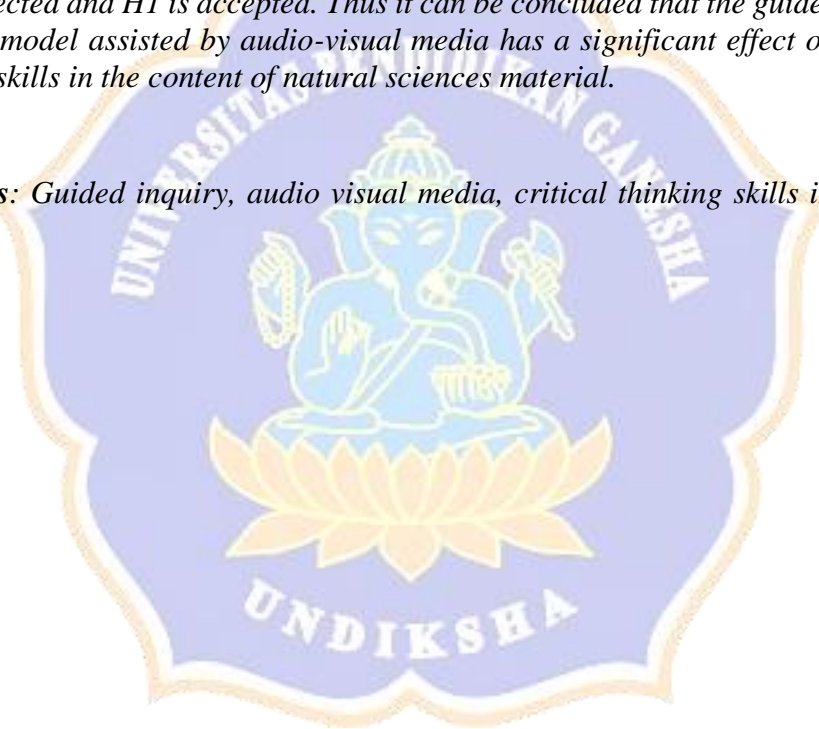 ected and H1 is accepted. Thus it can be concluded that the guide
model assisted by audio-visual media has a significant effect o
skills in the content of natural sciences material.
s: Guided inquiry, audio visual media, critical thinking skills i
UNIVERSITAS PENDIDIKAN GANESHA
UNDIKSHA